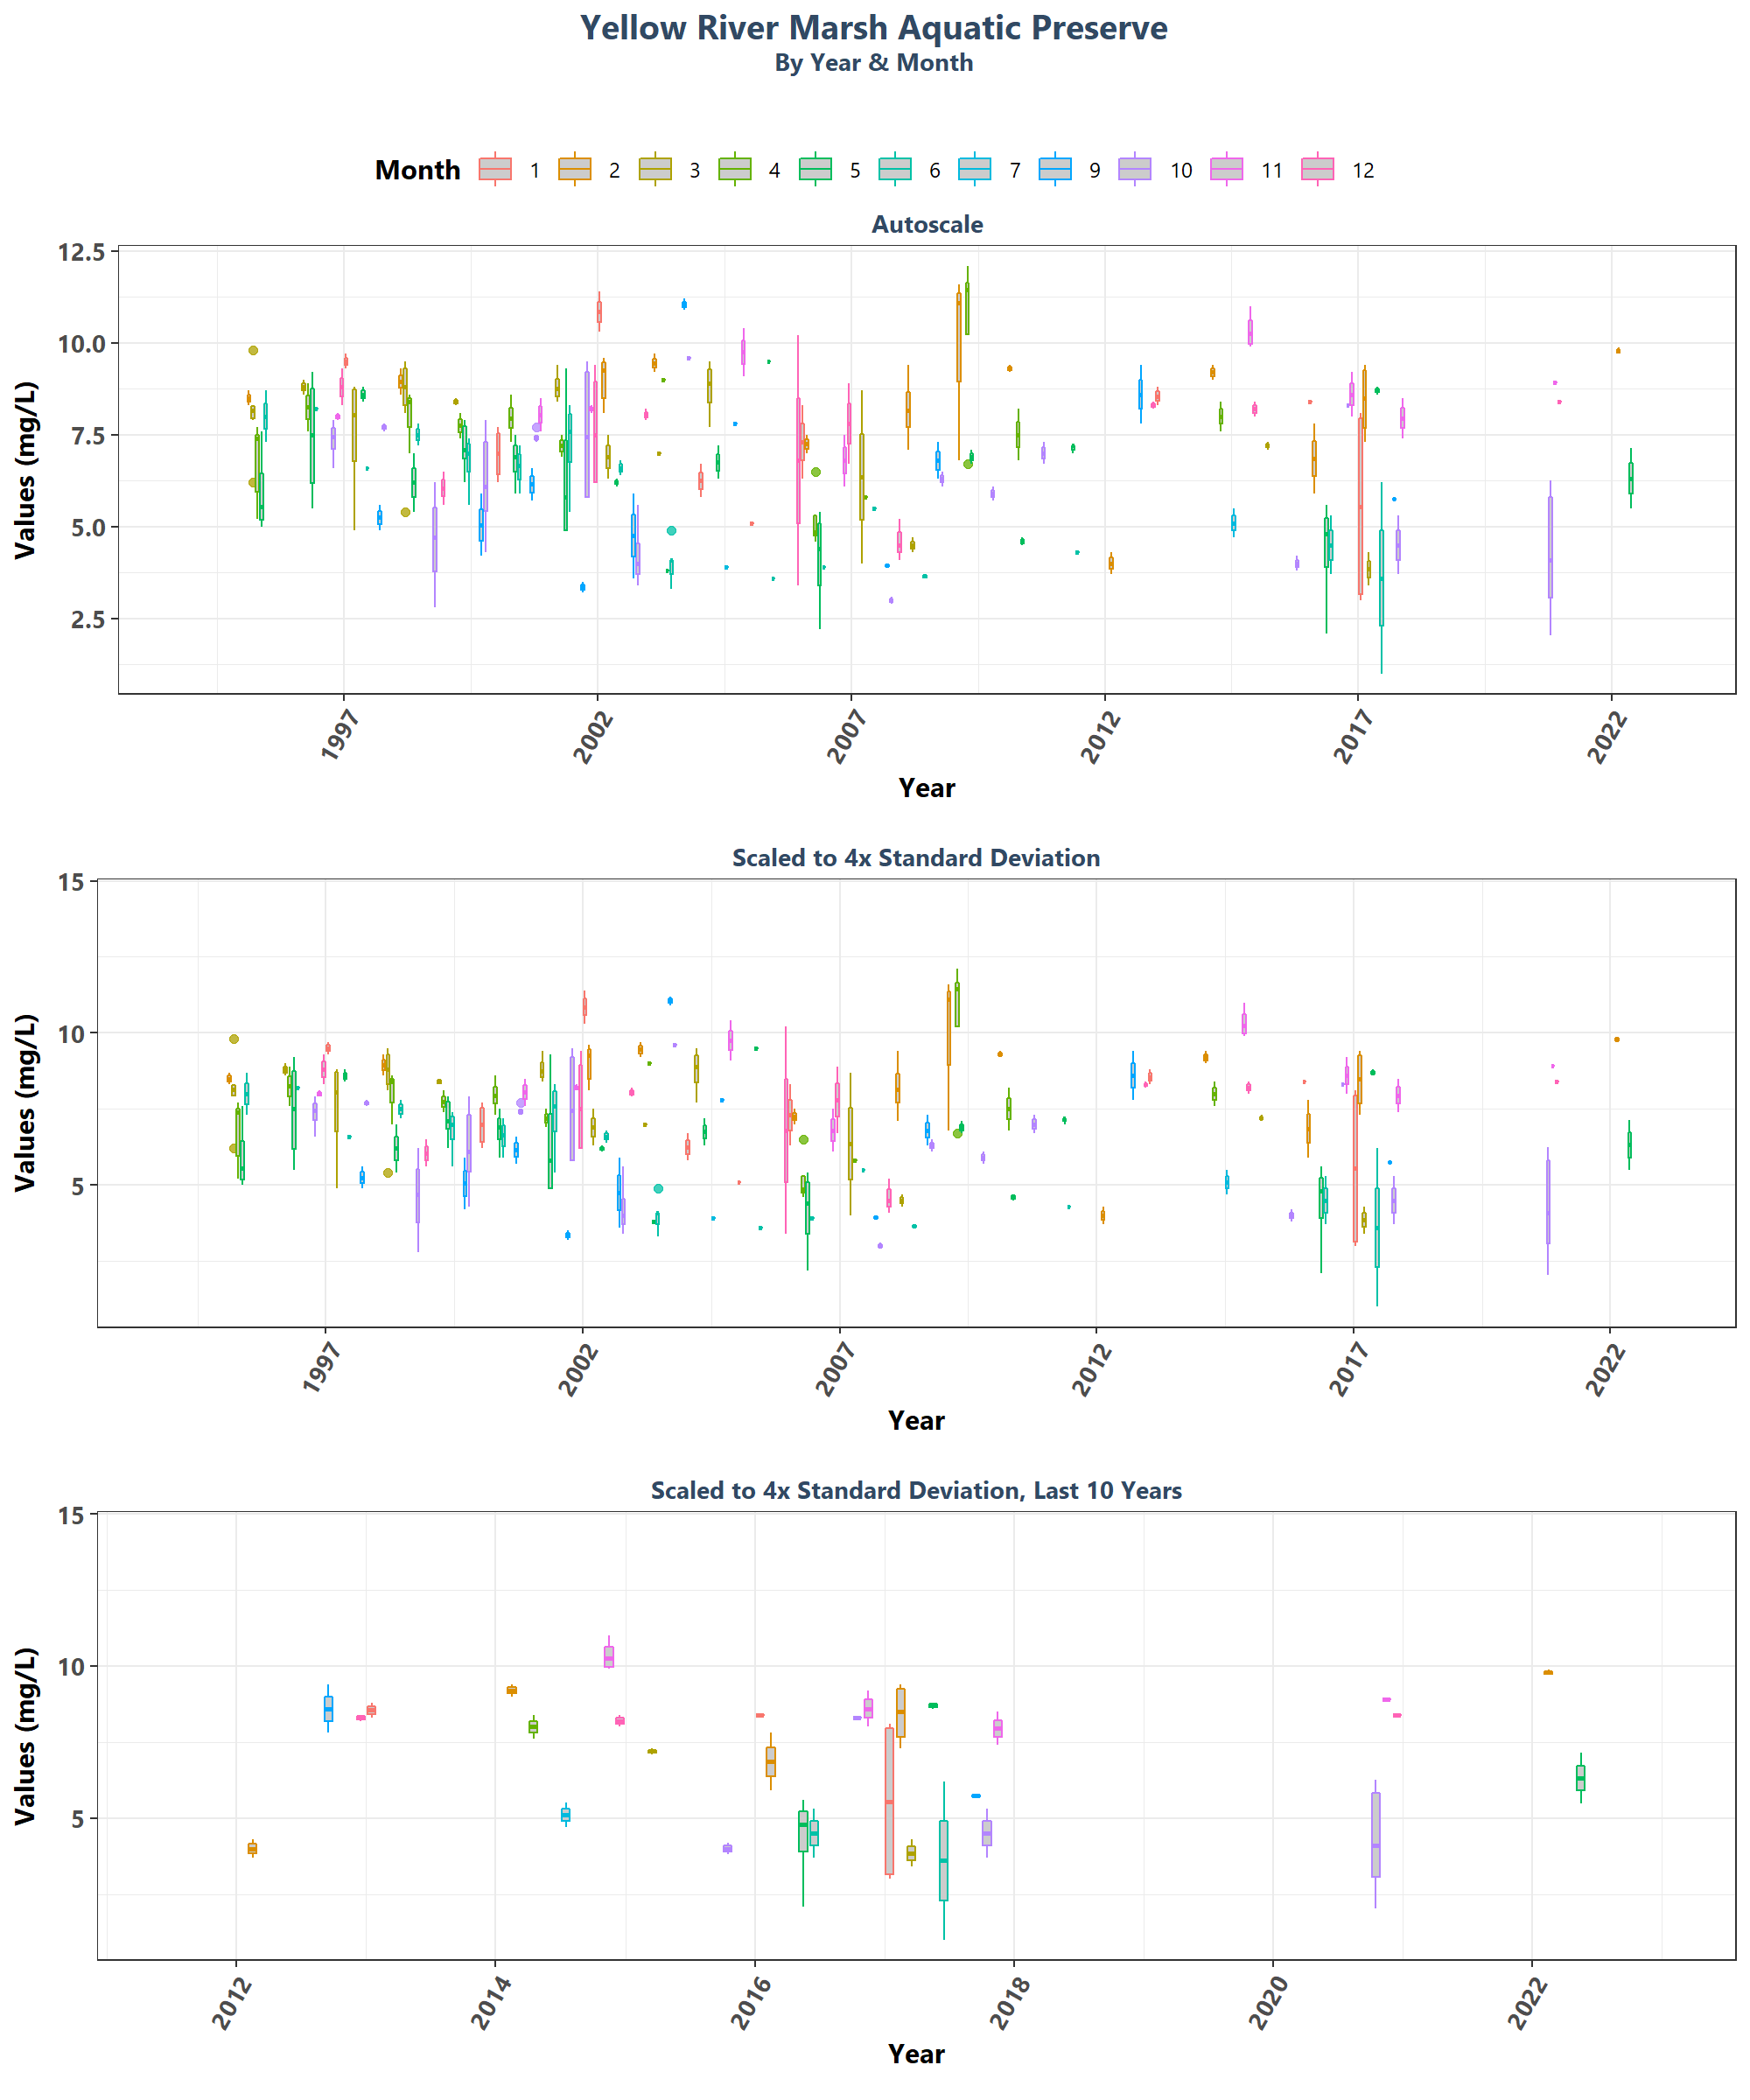 Yellow River Marsh Aquatic Preserve
By Year & Month
Month 1 2 3 4 5 6 7 9 10 11 12
Autoscale
12.5
10.0
7.5
5.0
2.5
Values (mg/L)
1997 2002 2007 2012 2017 2022
Year
Scaled to 4x Standard Deviation
15
10
5
Values (mg/L)
1997 2002 2007 2012 2017 2022
Year
Scaled to 4x Standard Deviation, Last 10 Years
15
10
5
Values (mg/L)
2012 2014 2016 2018 2020 2022
Year